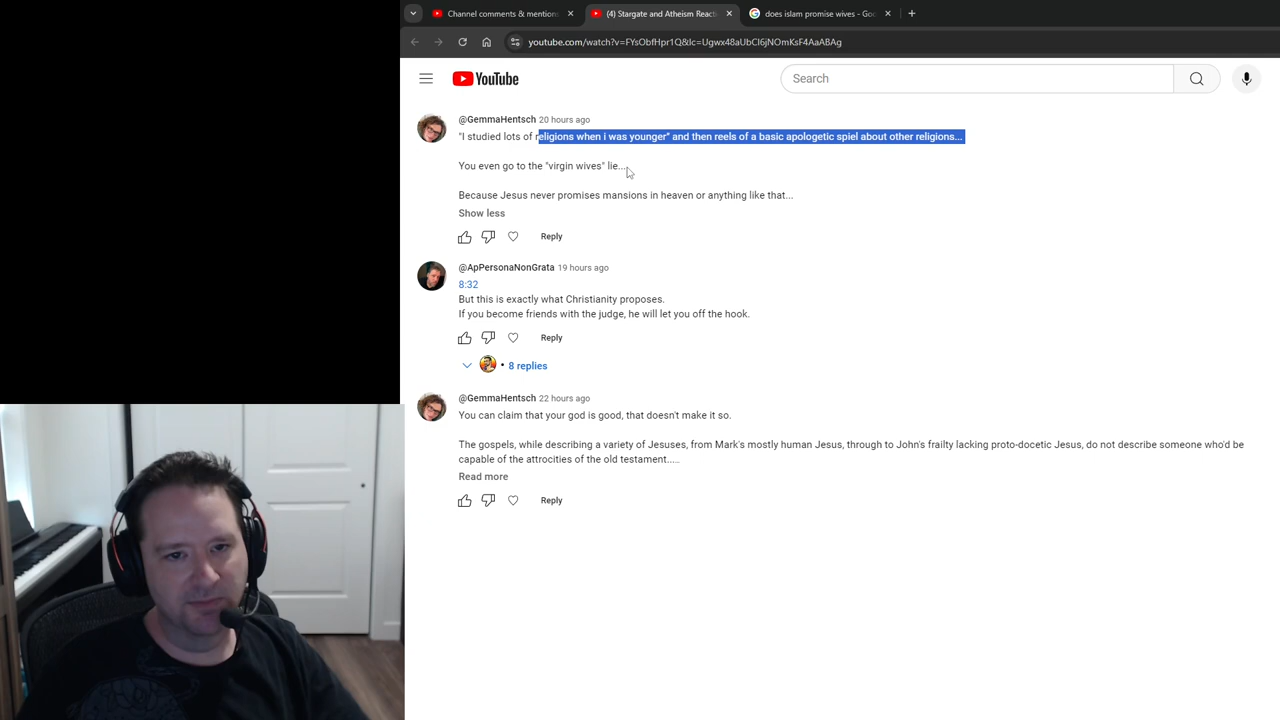 Channel comments & mention
(4) Stargate and Atheism React
does islam promise wives - Goo
youtube.com/watch?v=FYsObfHpr1Q&lc=Ugwx48aUbCI6jNOmKsF4AaABAg
YouTube
Search
@GemmaHentsch 20 hours ago
"I studied lots of religions when i was younger" and then reels of a basic apologetic spiel about other religions...
You even go to the "virgin wives" lie...
Because Jesus never promises mansions in heaven or anything like that...
Show less
Reply
@ApPersonaNonGrata 19 hours ago
8:32
But this is exactly what Christianity proposes.
If you become friends with the judge, he will let you off the hook.
Reply
8 replies
@GemmaHentsch 22 hours ago
You can claim that your god is good, that doesn't make it so.
The gospels, while describing a variety of Jesuses, from Mark's mostly human Jesus, through to John's frailty lacking proto-docetic Jesus, do not describe someone who'd be
capable of the attrocities of the old testament......
Read more
Reply